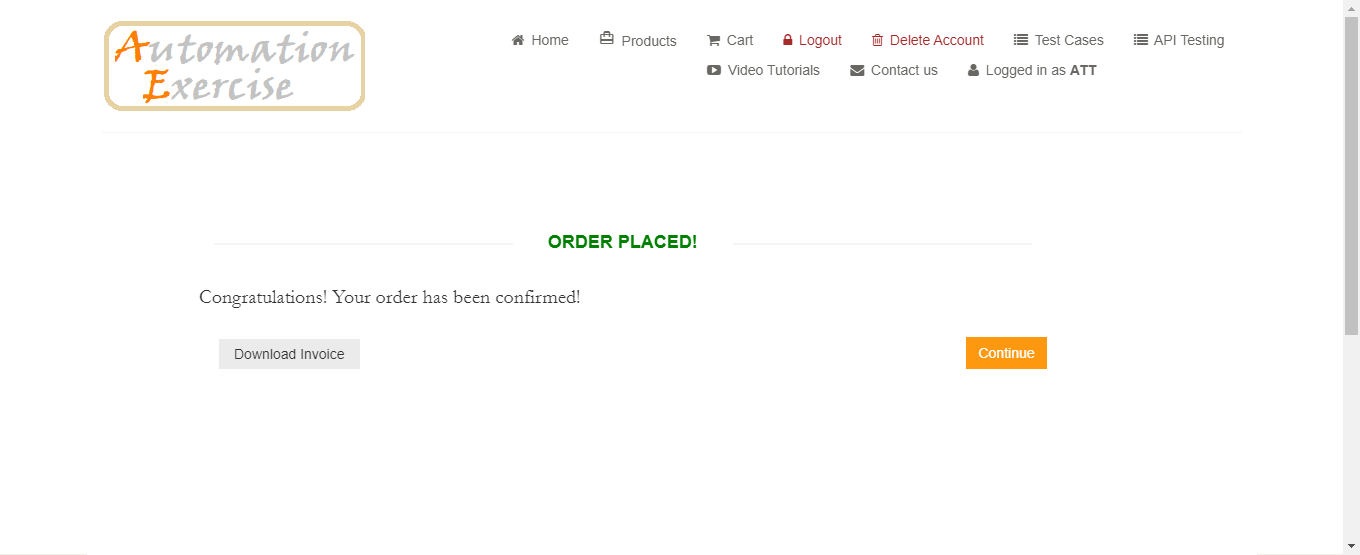 Automation
Exercise
Home Products Cart Logout Delete Account Test Cases API Testing
Video Tutorials Contact us Logged in as ATT
ORDER PLACED!
Congratulations! Your order has been confirmed!
Download Invoice Continue